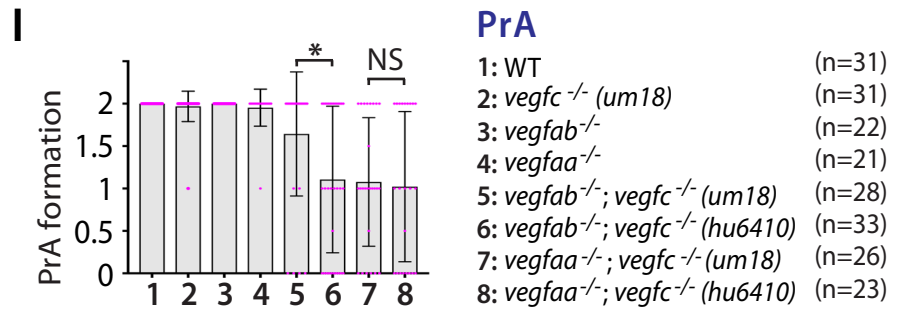 I
PrA formation
2
1.5
1
0.5
0
*
NS
1 2 3 4 5 6 7 8
PrA
1: WT (n=31)
2: vegfc -/- (um18) (n=31)
3: vegfab-/- (n=22)
4: vegfaa-/- (n=21)
5: vegfab-/-; vegfc-/- (um18) (n=28)
6: vegfab-/-; vegfc-/- (hu6410) (n=33)
7: vegfaa-/-; vegfc-/- (um18) (n=26)
8: vegfaa-/-; vegfc-/- (hu6410) (n=23)